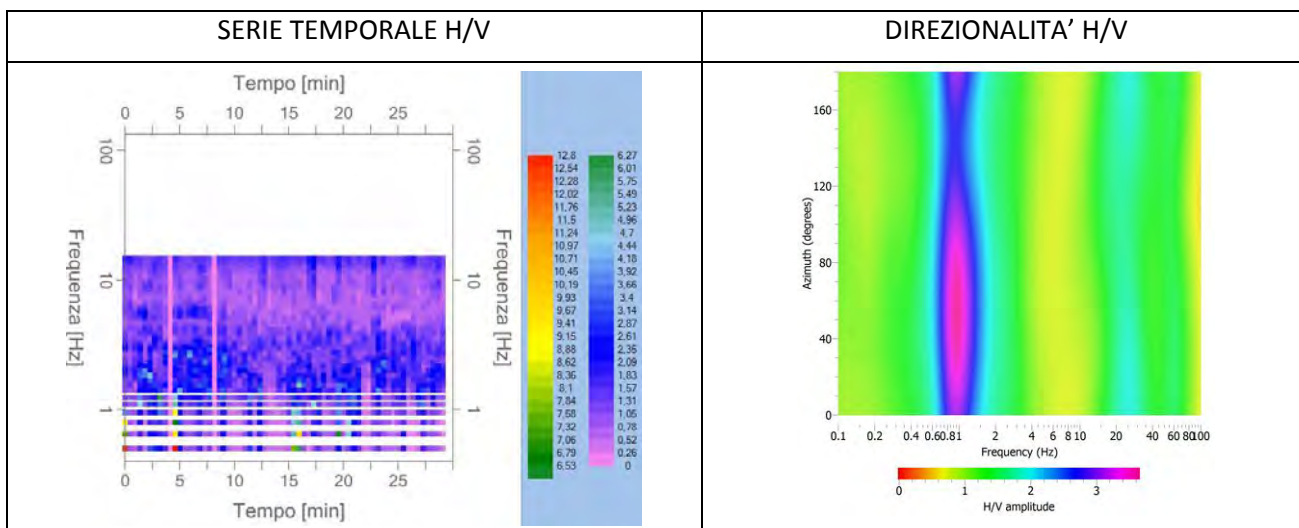 SERIE TEMPORALE H/V
DIREZIONALITA’ H/V
Tempo [min]
0 5 10 15 20 25
100 100
10 10
1 1
Frequenza [Hz]
Frequenza [Hz]
0 5 10 15 20 25
Tempo [min]
12,8 6,27
12,54 6,01
12,28 5,75
12,02 5,49
11,76 5,23
11,5 4,96
11,24 4,7
10,97 4,44
10,71 4,18
10,45 3,92
10,19 3,66
9,93 3,4
9,67 3,14
9,41 2,87
9,15 2,61
8,88 2,35
8,62 2,09
8,36 1,83
8,1 1,57
7,84 1,31
7,58 1,05
7,32 0,78
7,06 0,52
6,79 0,26
6,53 0
160
120
80
40
0
Azimuth (degrees)
0.1 0.2 0.4 0.60.81 2 4 6 810 20 40 60 80100
Frequency (Hz)
0 1 2 3
H/V amplitude